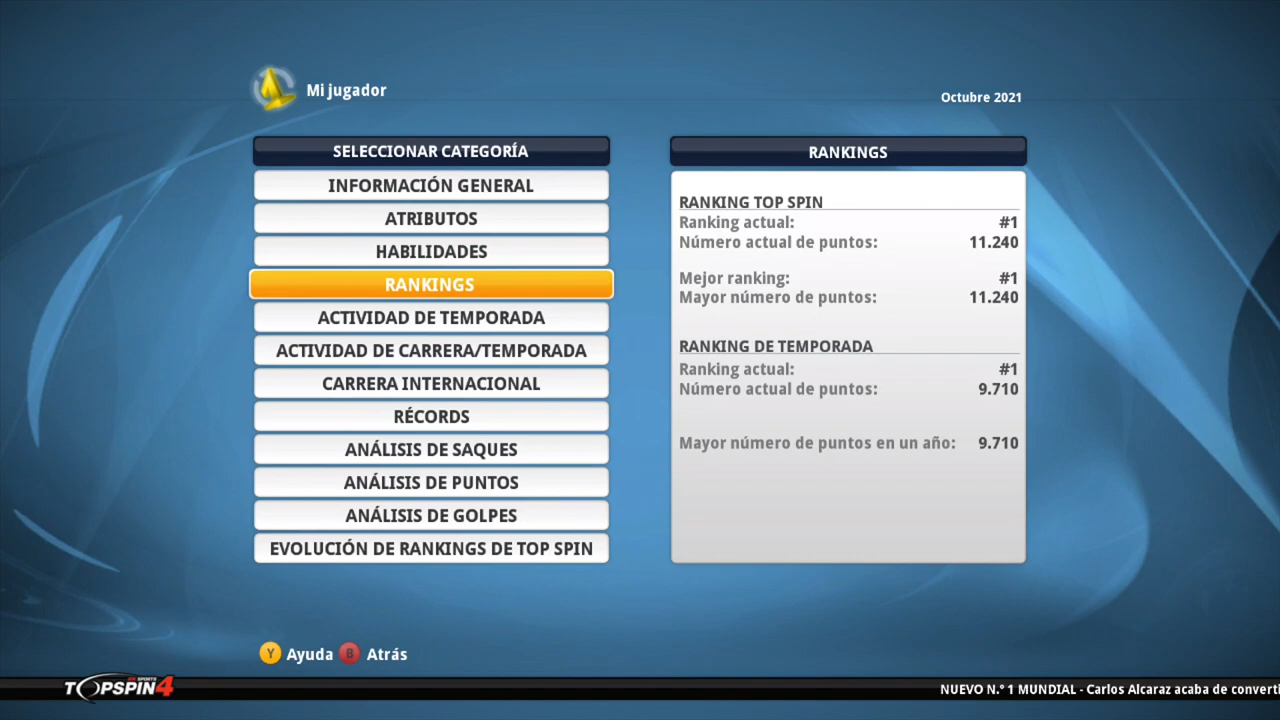 Mi jugador
Octubre 2021
SELECCIONAR CATEGORÍA
INFORMACIÓN GENERAL
ATRIBUTOS
HABILIDADES
RANKINGS
ACTIVIDAD DE TEMPORADA
ACTIVIDAD DE CARRERA/TEMPORADA
CARRERA INTERNACIONAL
RÉCORDS
ANÁLISIS DE SAQUES
ANÁLISIS DE PUNTOS
ANÁLISIS DE GOLPES
EVOLUCIÓN DE RANKINGS DE TOP SPIN
RANKINGS
RANKING TOP SPIN
Ranking actual: #1
Número actual de puntos: 11.240
Mejor ranking: #1
Mayor número de puntos: 11.240
RANKING DE TEMPORADA
Ranking actual: #1
Número actual de puntos: 9.710
Mayor número de puntos en un año: 9.710
Y Ayuda B Atrás
TOPSPIN 4
NUEVO N.º 1 MUNDIAL - Carlos Alcaraz acaba de converti